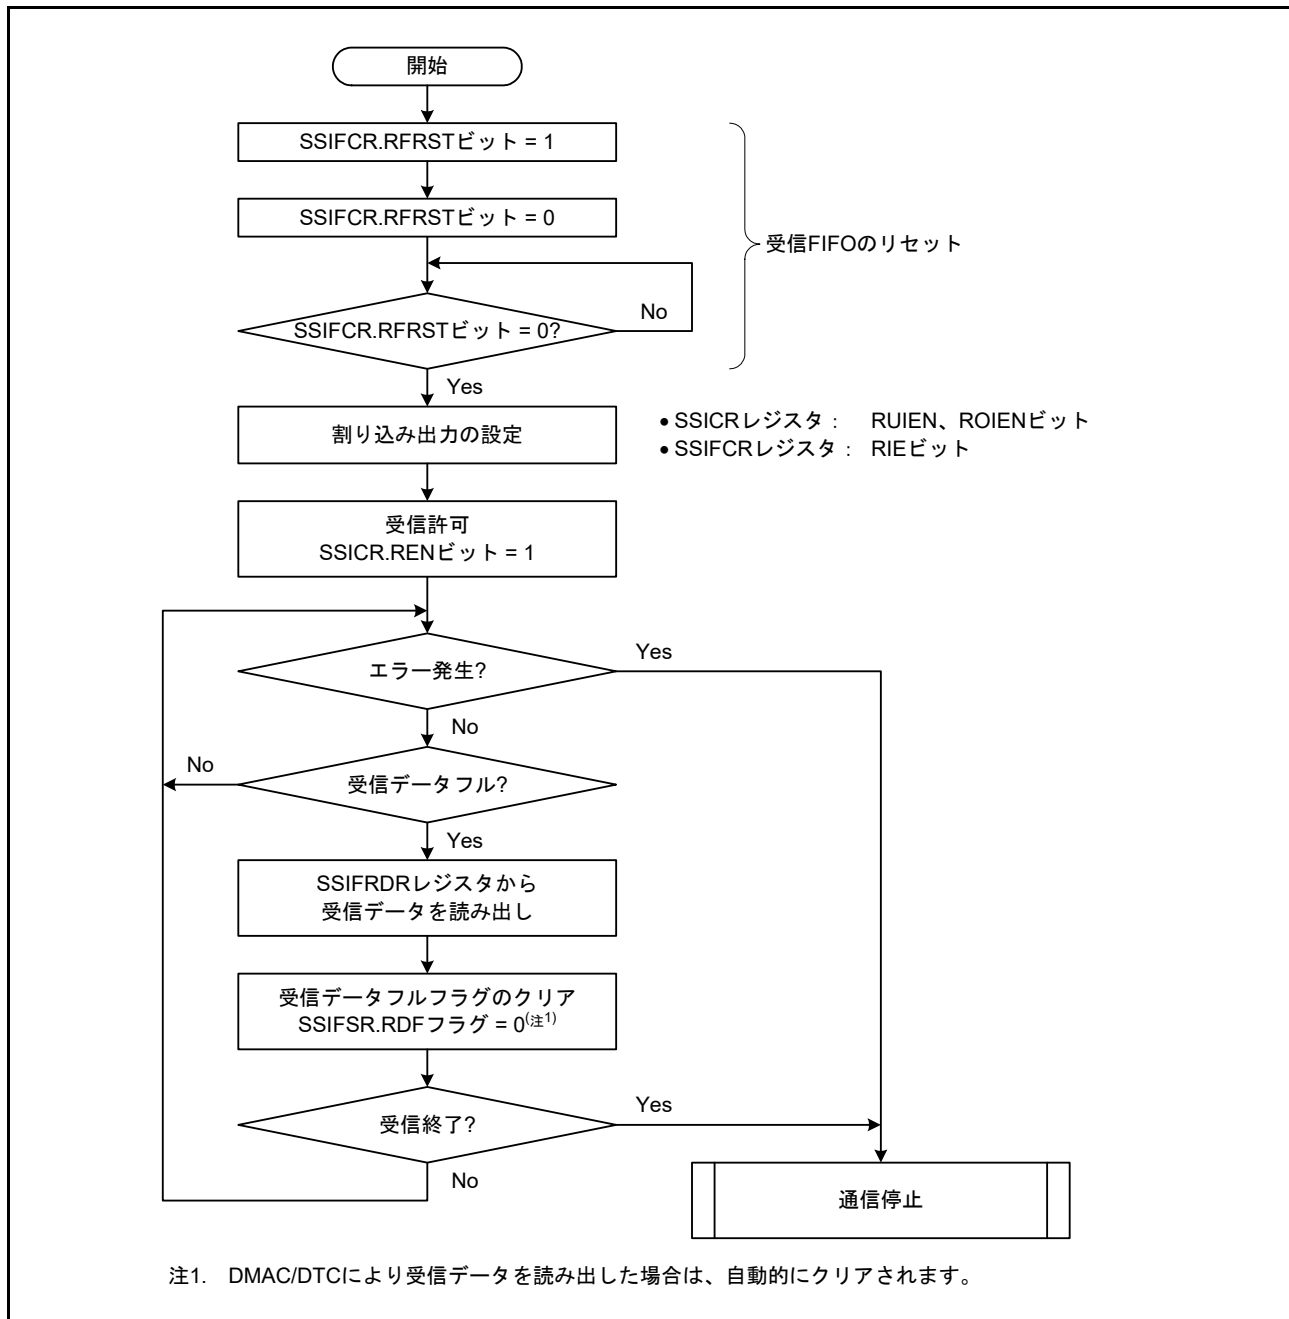 開始
SSIFCR.RFRSTビット = 1
SSIFCR.RFRSTビット = 0
受信FIFOのリセット
No
SSIFCR.RFRSTビット = 0?
Yes
割り込み出力の設定
• SSICRレジスタ： RUIEN、ROIENビット
• SSIFCRレジスタ： RIEビット
受信許可
SSICR.RENビット = 1
エラー発生?
Yes
No
受信データフル?
No
Yes
SSIFRDRレジスタから
受信データを読み出し
受信データフルフラグのクリア
SSIFSR.RDFフラグ = 0(注1)
受信終了?
Yes
No
通信停止
注1. DMAC/DTCにより受信データを読み出した場合は、自動的にクリアされます。